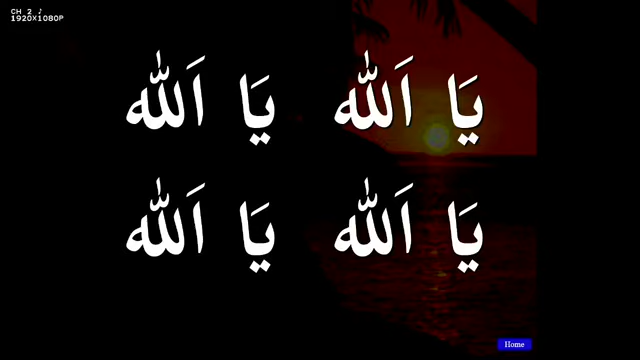 CH 2 ♪
1920X1080P
يَا اَللّٰه يَا اَللّٰه
يَا اَللّٰه يَا اَللّٰه
Home